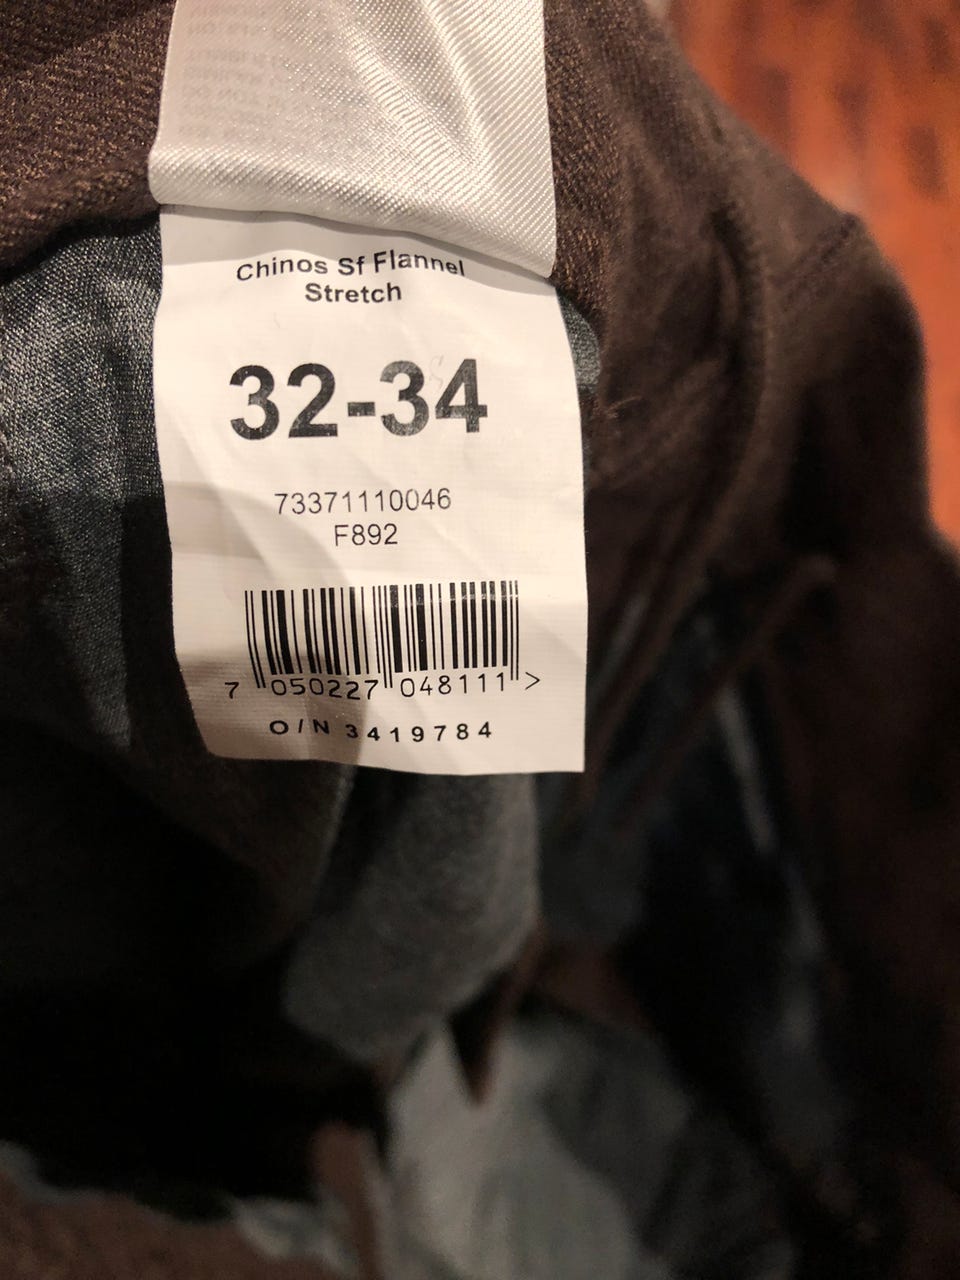 Chinos Sf Flannel
Stretch
32-34
73371110046
F892
7 050227 048111 >
O/N 3419784